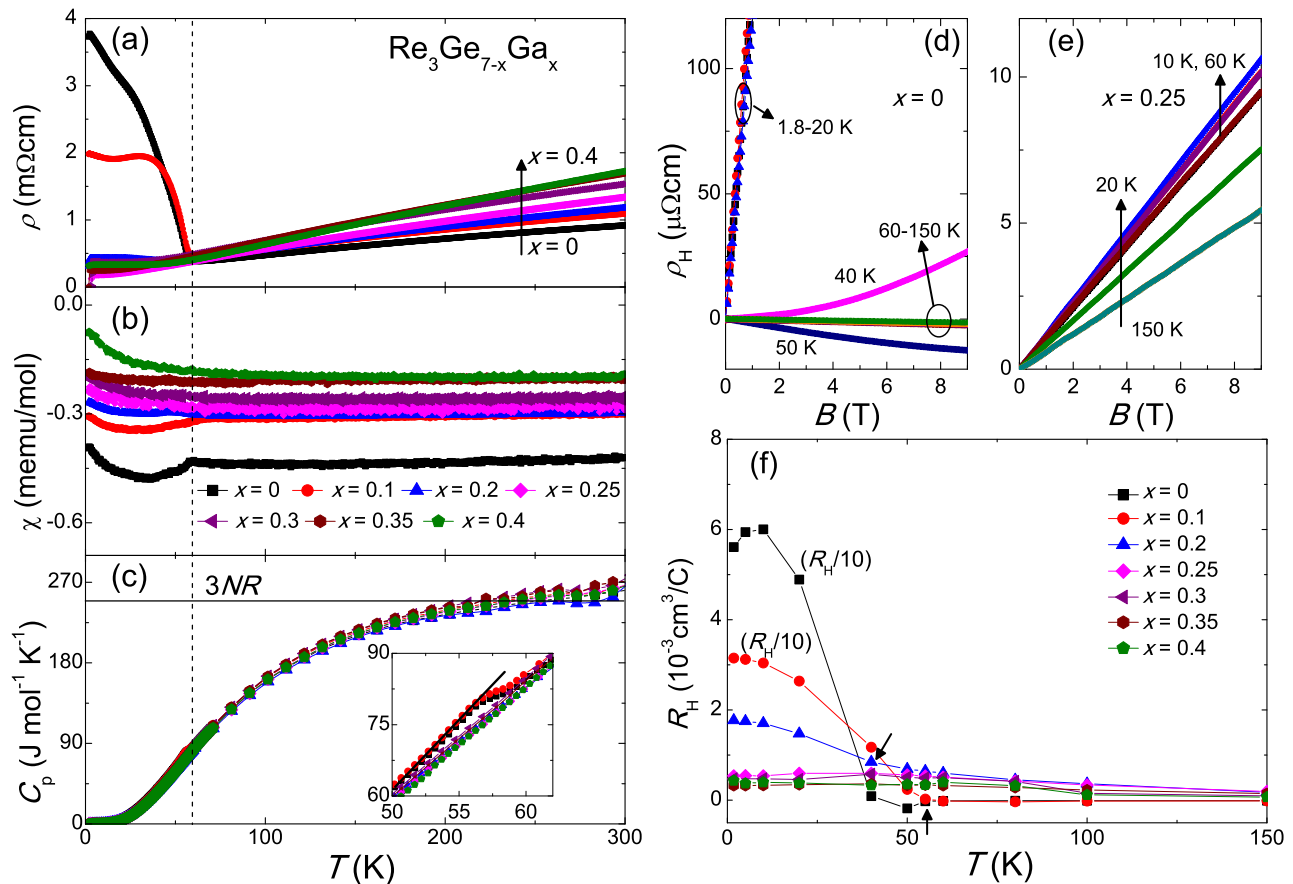 (a)
Re3Ge7-xGax
x = 0.4
x = 0
ρ (mΩcm)
4
3
2
1
0
(b)
χ (memu/mol)
0.0
-0.3
-0.6
x = 0
x = 0.1
x = 0.2
x = 0.25
x = 0.3
x = 0.35
x = 0.4
(c)
3NR
Cp (J mol-1 K-1)
270
180
90
0
90
75
60
50
55
60
0
50
100
150
200
250
300
T (K)
(d)
x = 0
1.8-20 K
60-150 K
40 K
50 K
ρH (μΩcm)
100
50
0
0
2
4
6
8
B (T)
(e)
10 K, 60 K
x = 0.25
20 K
150 K
10
5
0
0
2
4
6
8
B (T)
(f)
(RH/10)
(RH/10)
x = 0
x = 0.1
x = 0.2
x = 0.25
x = 0.3
x = 0.35
x = 0.4
RH (10-3cm3/C)
8
6
4
2
0
0
50
100
150
T (K)